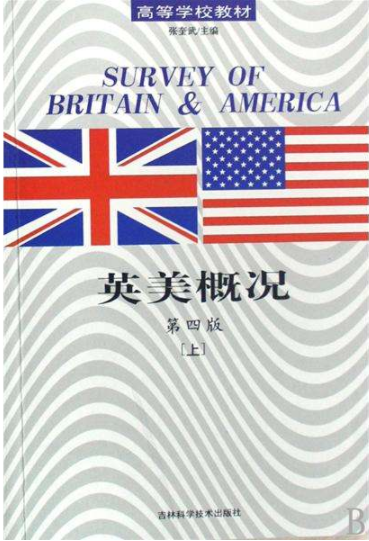 高等学校教材
张奎武/主编
SURVEY OF
BRITAIN & AMERICA
英美概况
第四版
[上]
吉林科学技术出版社
B